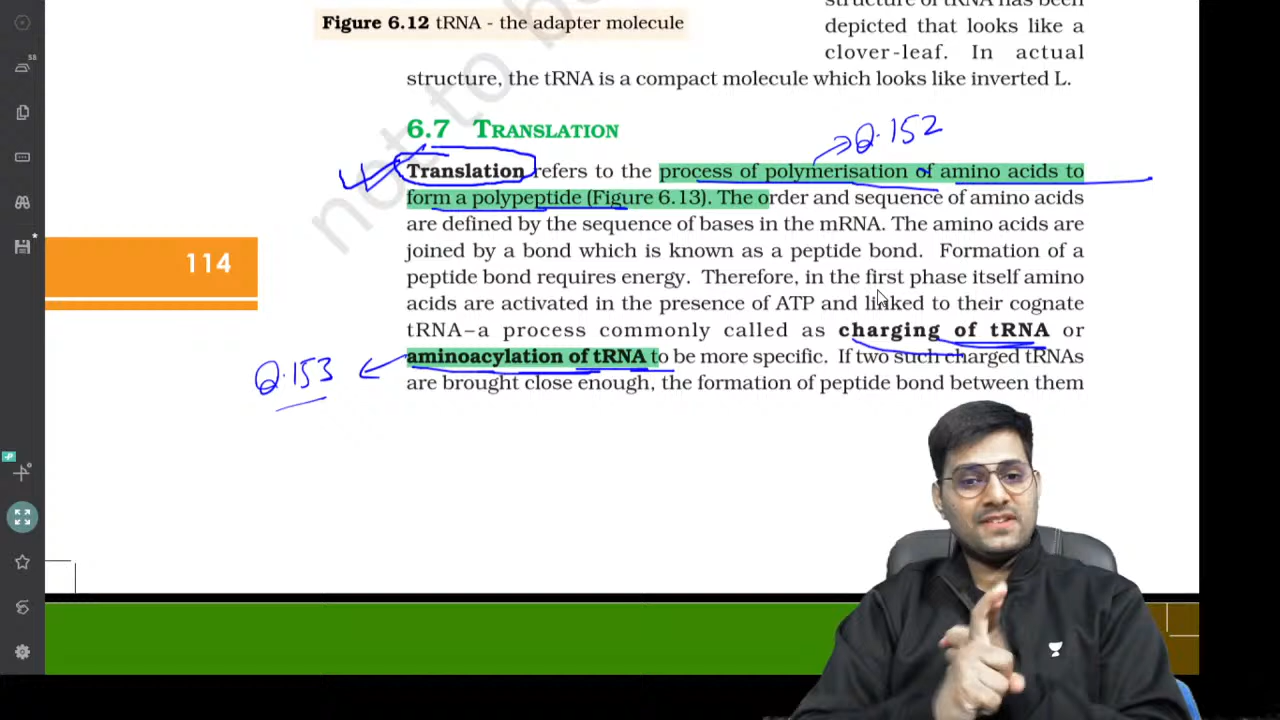 structure of tRNA has been
Figure 6.12 tRNA - the adapter molecule
depicted that looks like a
clover-leaf. In actual
structure, the tRNA is a compact molecule which looks like inverted L.
not to b
Q.152
6.7 TRANSLATION
Translation refers to the process of polymerisation of amino acids to
form a polypeptide (Figure 6.13). The order and sequence of amino acids
are defined by the sequence of bases in the mRNA. The amino acids are
joined by a bond which is known as a peptide bond. Formation of a
114
peptide bond requires energy. Therefore, in the first phase itself amino
acids are activated in the presence of ATP and linked to their cognate
tRNA–a process commonly called as charging of tRNA or
Q.153
aminoacylation of tRNA to be more specific. If two such charged tRNAs
are brought close enough, the formation of peptide bond between them